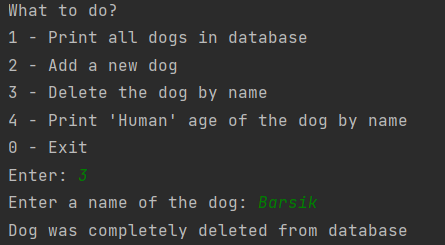 What to do?
1 - Print all dogs in database
2 - Add a new dog
3 - Delete the dog by name
4 - Print 'Human' age of the dog by name
0 - Exit
Enter: 3
Enter a name of the dog: Barsik
Dog was completely deleted from database